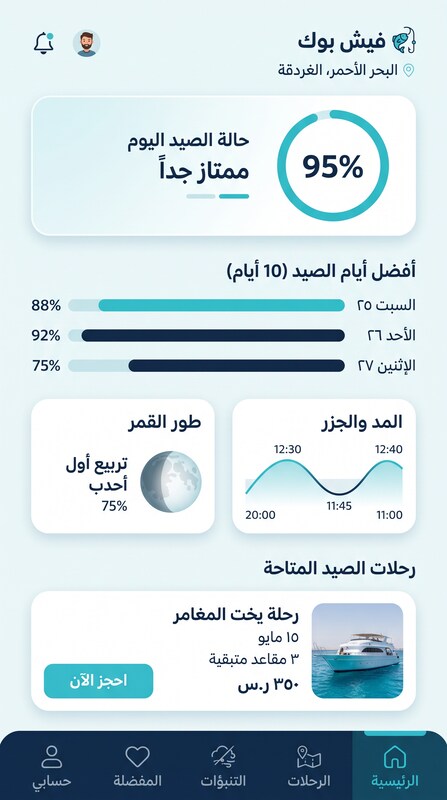 فيش بوك
البحر الأحمر، الغردقة
95%
حالة الصيد اليوم
ممتاز جداً
أفضل أيام الصيد (10 أيام)
السبت ٢٥ 88%
الأحد ٢٦ 92%
الإثنين ٢٧ 75%
المد والجزر
12:40 12:30
11:45
11:00 20:00
طور القمر
تربيع أول
أحدب
75%
رحلات الصيد المتاحة
رحلة يخت المغامر
١٥ مايو
٣ مقاعد متبقية
٣٥٠ ر.س
احجز الآن
الرئيسية
الرحلات
التنبؤات
المفضلة
حسابي